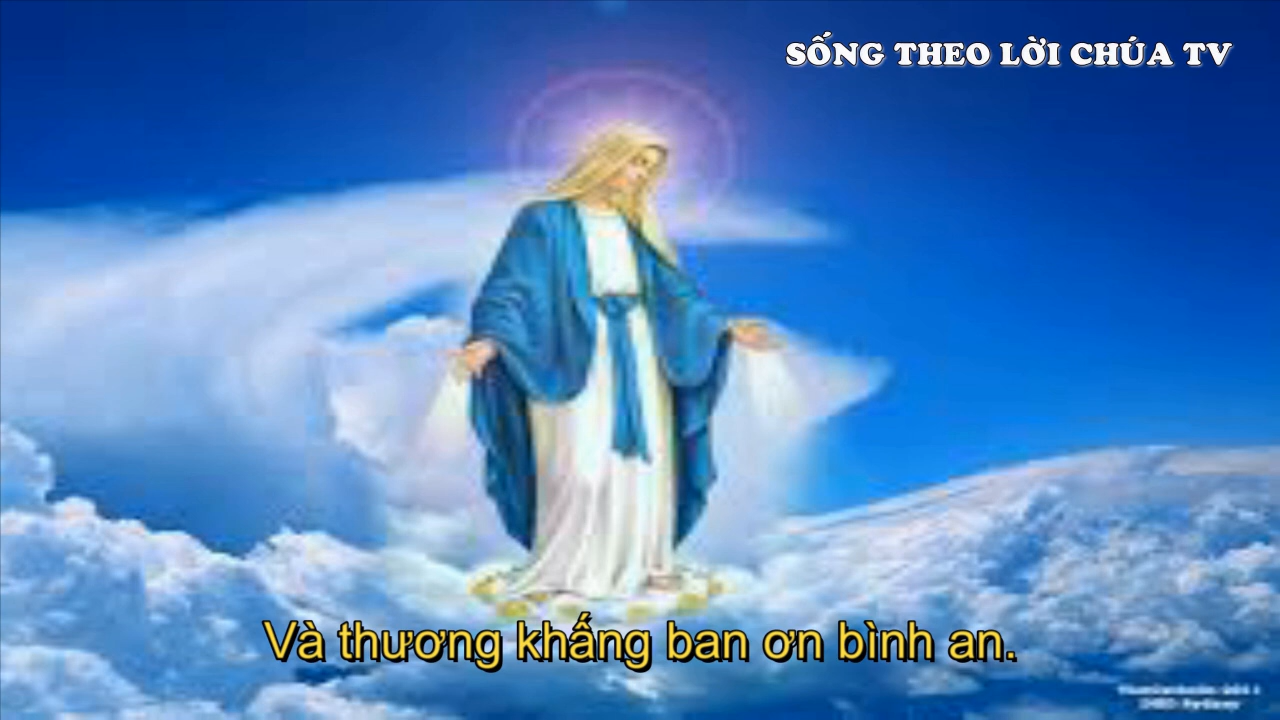 SỐNG THEO LỜI CHÚA TV
Và thương khấng ban ơn bình an.